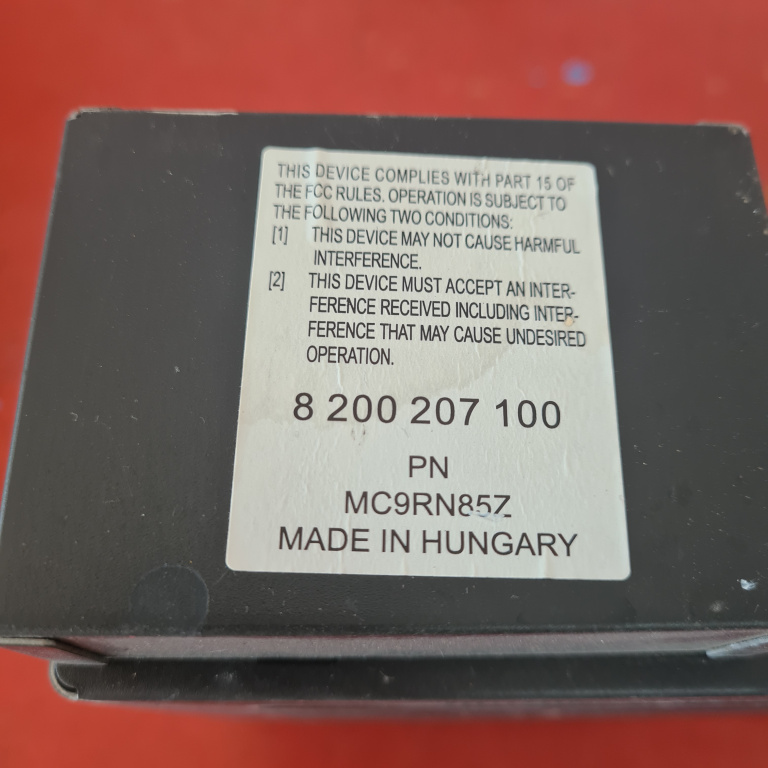 THIS DEVICE COMPLIES WITH PART 15 OF
THE FCC RULES. OPERATION IS SUBJECT TO
THE FOLLOWING TWO CONDITIONS:
[1] THIS DEVICE MAY NOT CAUSE HARMFUL
INTERFERENCE.
[2] THIS DEVICE MUST ACCEPT AN INTER-
FERENCE RECEIVED INCLUDING INTER-
FERENCE THAT MAY CAUSE UNDESIRED
OPERATION.
8 200 207 100
PN
MC9RN85Z
MADE IN HUNGARY